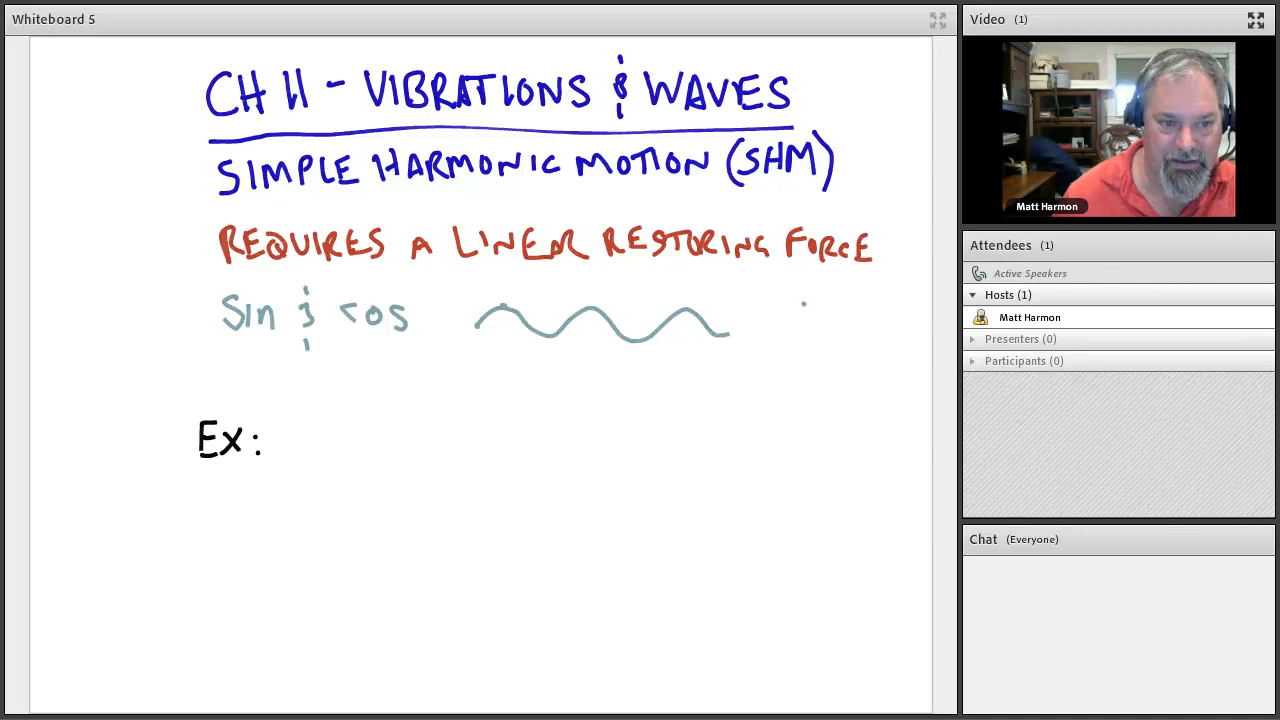 Whiteboard 5
CH 11 - VIBRATIONS & WAVES
SIMPLE HARMONIC MOTION (SHM)
REQUIRES A LINEAR RESTORING FORCE
Sin & cos
Ex:
Video (1)
Matt Harmon
Attendees (1)
Active Speakers
Hosts (1)
Matt Harmon
Presenters (0)
Participants (0)
Chat (Everyone)